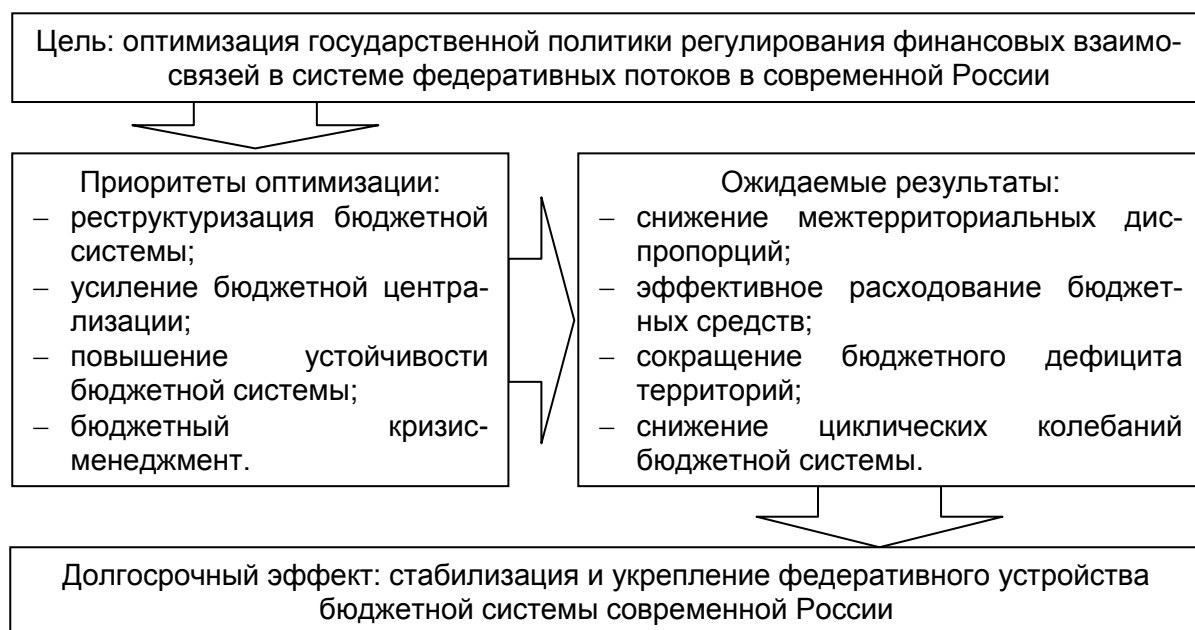 Цель: оптимизация государственной политики регулирования финансовых взаимо-
связей в системе федеративных потоков в современной России
Приоритеты оптимизации:
– реструктуризация бюджетной
системы;
– усиление бюджетной центра-
лизации;
– повышение устойчивости
бюджетной системы;
– бюджетный кризис-
менеджмент.
Ожидаемые результаты:
– снижение межтерриториальных дис-
пропорций;
– эффективное расходование бюджет-
ных средств;
– сокращение бюджетного дефицита
территорий;
– снижение циклических колебаний
бюджетной системы.
Долгосрочный эффект: стабилизация и укрепление федеративного устройства
бюджетной системы современной России